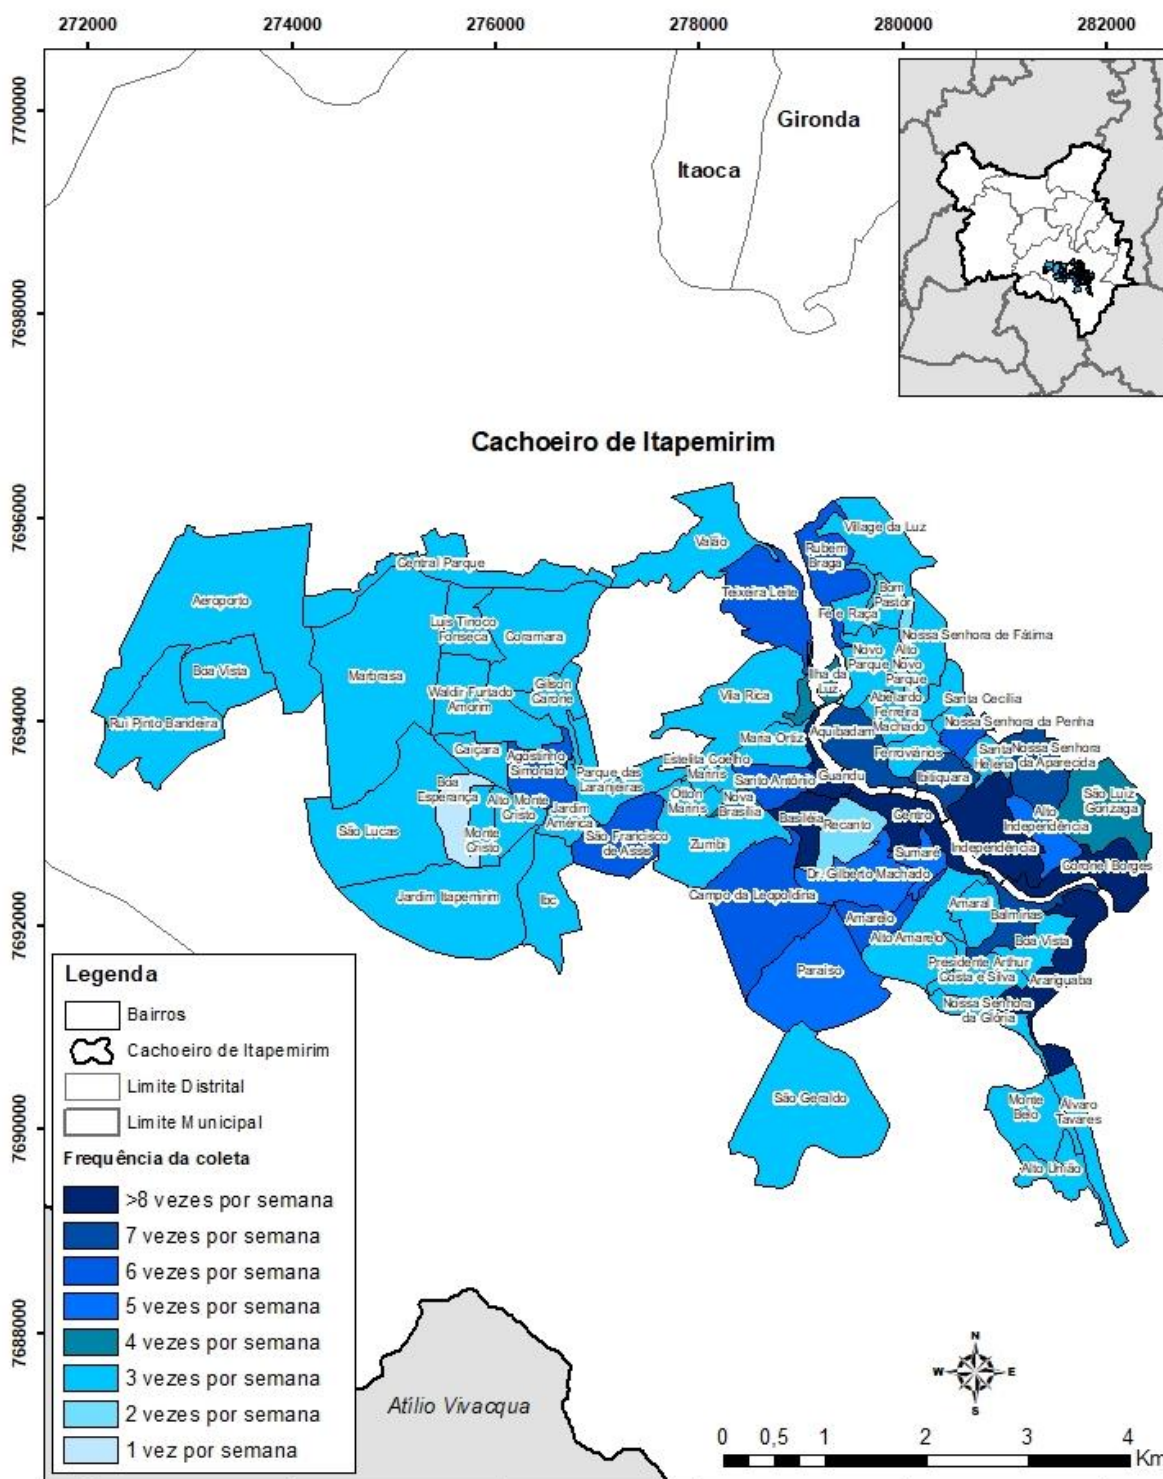 272000 274000 276000 278000 280000 282000
7700000
7698000
7696000
7694000
7692000
7690000
7688000
Gironda
Itaoca
Cachoeiro de Itapemirim
Village da Luz
Valão
Rubem
Braga
Central Parque
Teixeira Leite
Bom
Pastor
Aeroporto
Fé e Raça
Luis Tinoco
Fonseça
Coramara
Nossa Senhora de Fátima
Novo
Parque
Alto
Novo
Parque
Boa Vista
Marbrasa
Ilha da
Luz
Gilson
Carone
Waldir Furtado
Amorim
Vila Rica
Abelardo
Ferreira
Machado
Santa Cecília
Rui Pinto Bandeira
Nossa Senhora da Penha
Maria Ortiz
Aquibadam
Caiçara
Agostinho
Simonato
Estelita Coelho
Marins
Ferroviários
Santa
Helena
Nossa Senhora
da Aparecida
Parque das
Laranjeiras
Santo Antônio
Guandu
Ibitiquara
Boa
Esperança
Otton
Marins
Nova
Brasília
São Luiz
Gonzaga
Alto Monte
Cristo
Jardim
América
Basiléia
Centro
Alto
Independência
São Lucas
Recanto
Monte
Cristo
São Francisco
de Assis
Zumbi
Sumaré
Independência
Coronel Borges
Dr. Gilberto Machado
Jardim Itapemirim
Ibc
Campo da Leopoldina
Amaral
Amarelo
Balminas
Alto Amarelo
Boa Vista
Paraíso
Presidente Arthur
Costa e Silva
Arariguaba
Nossa Senhora
da Glória
São Geraldo
Monte
Belo
Álvaro
Tavares
Alto União
Legenda
Bairros
Cachoeiro de Itapemirim
Limite Distrital
Limite Municipal
Frequência da coleta
>8 vezes por semana
7 vezes por semana
6 vezes por semana
5 vezes por semana
4 vezes por semana
3 vezes por semana
2 vezes por semana
1 vez por semana
Atílio Vivacqua
N
W E
S
0 0,5 1 2 3 4
Km